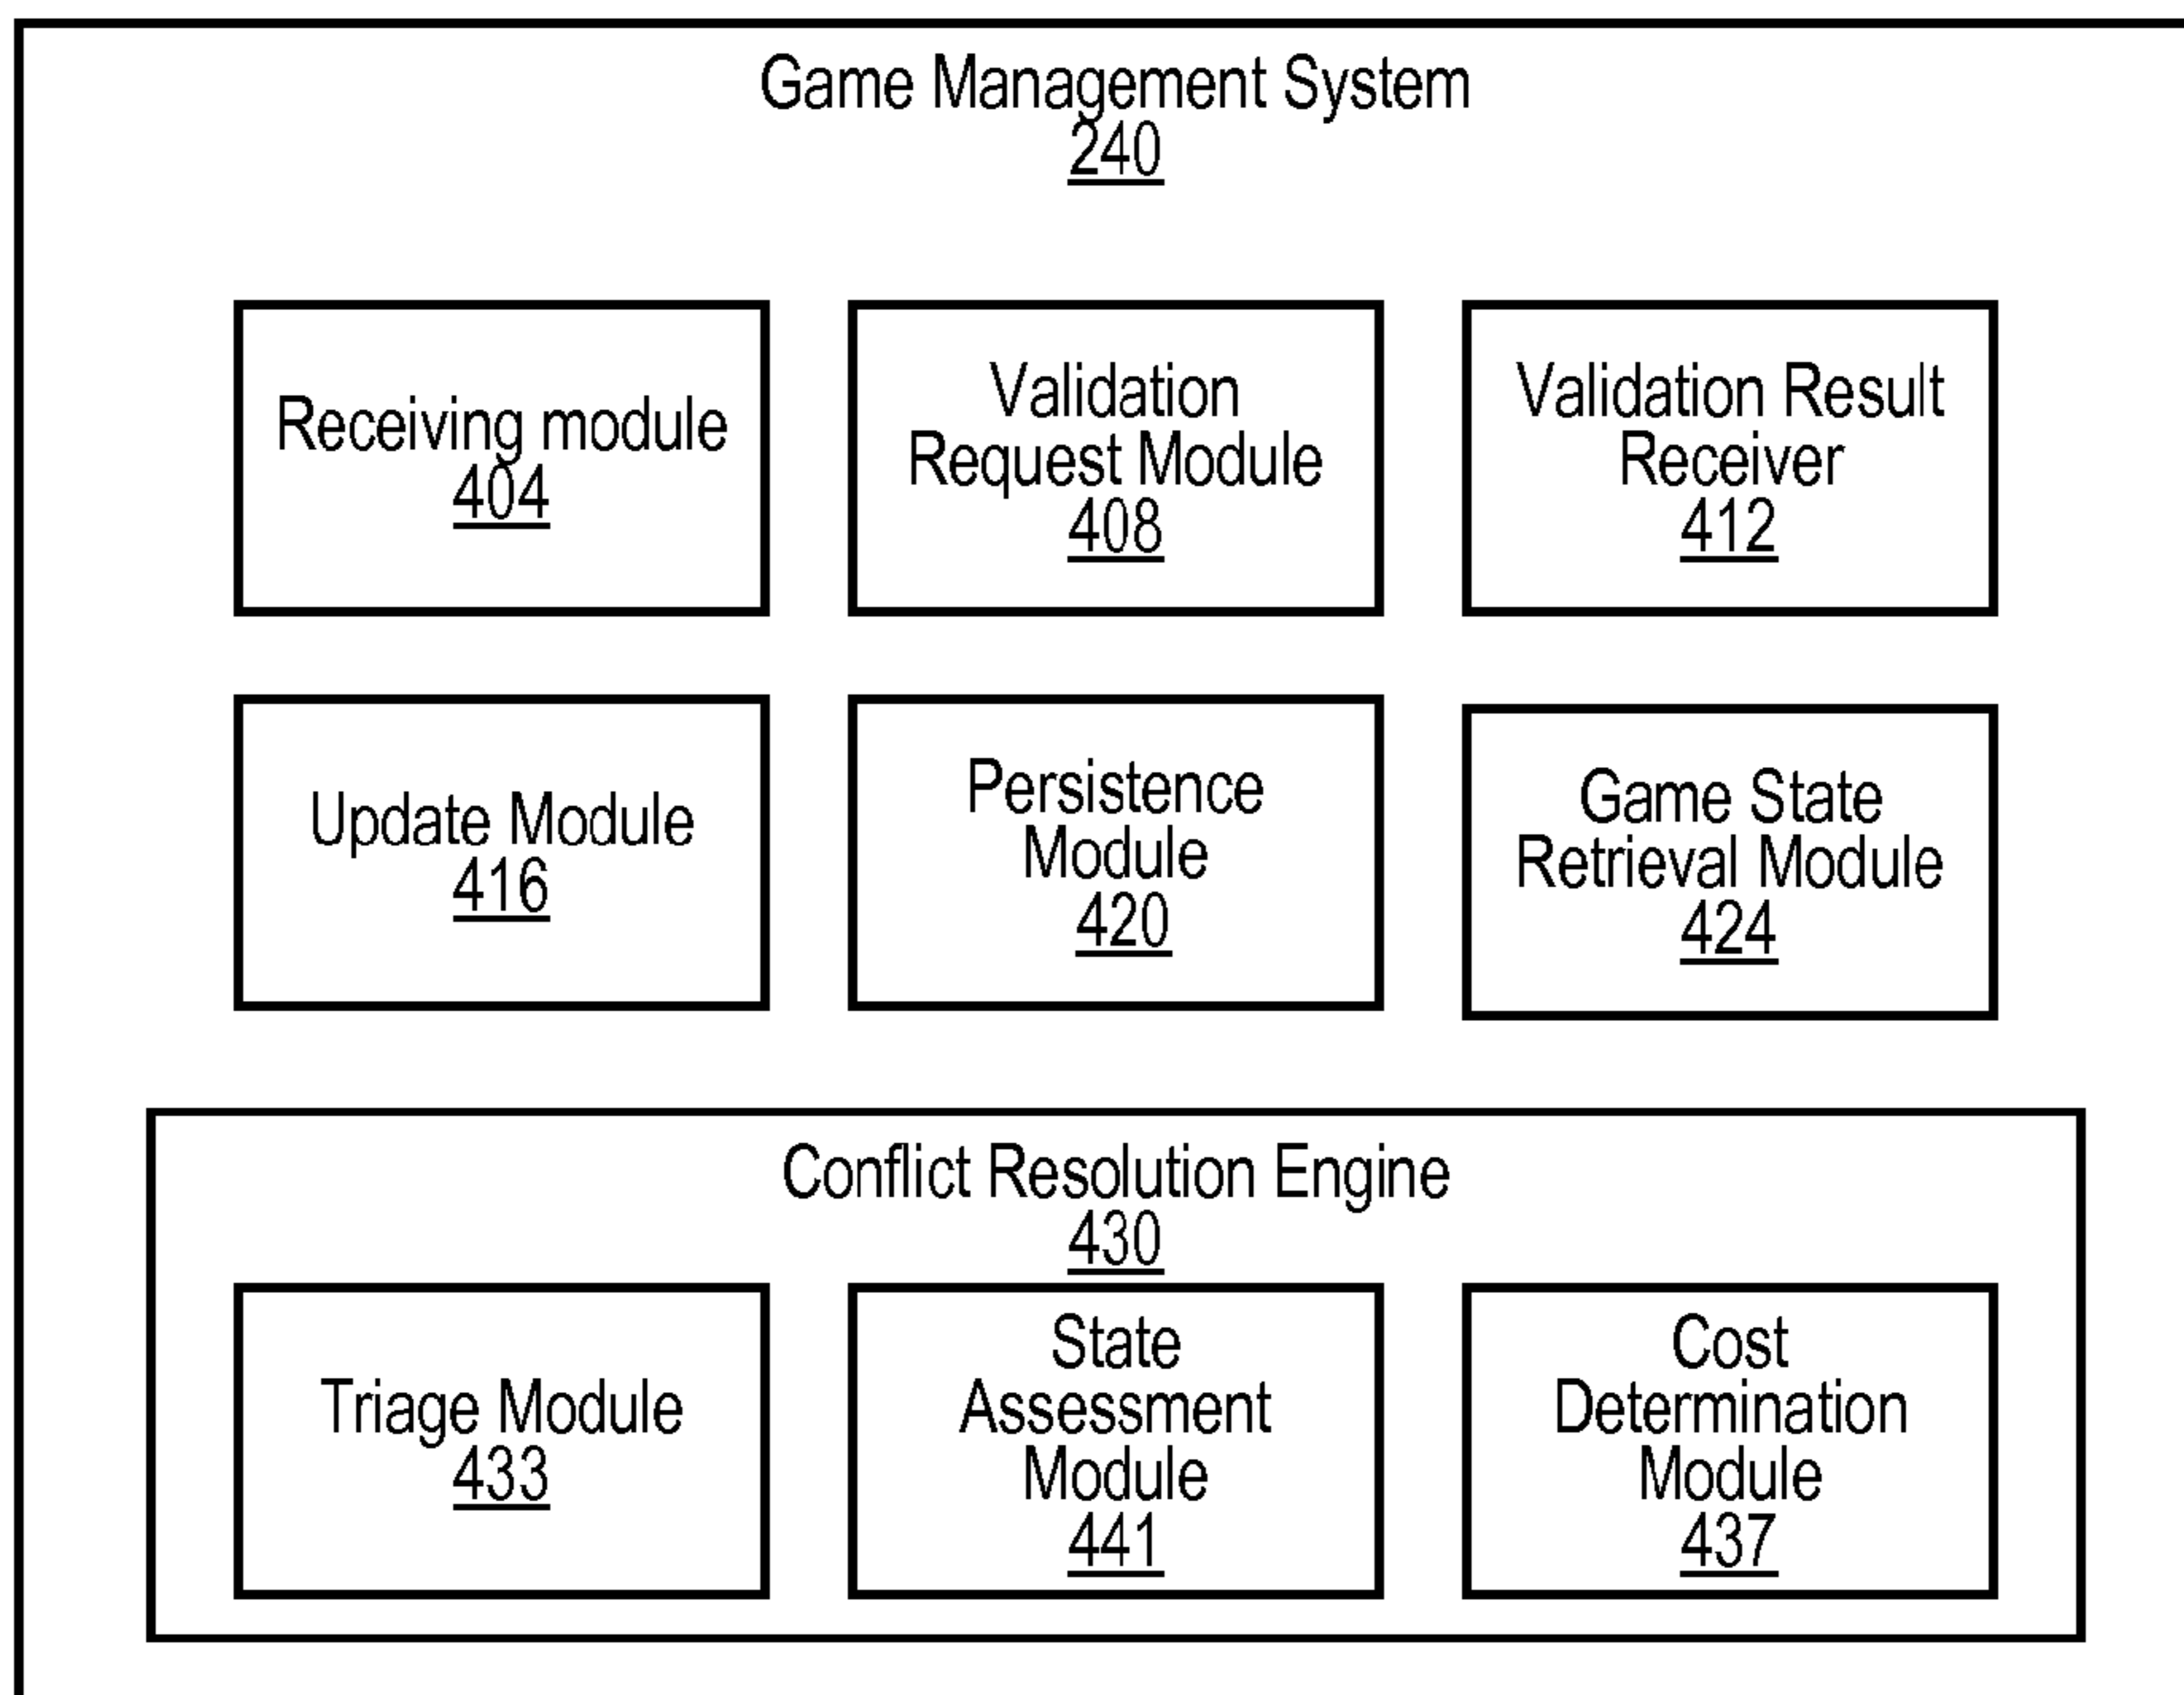 Game Management System
240
Receiving module
404
Validation
Request Module
408
Validation Result
Receiver
412
Update Module
416
Persistence
Module
420
Game State
Retrieval Module
424
Conflict Resolution Engine
430
Triage Module
433
State
Assessment
Module
441
Cost
Determination
Module
437